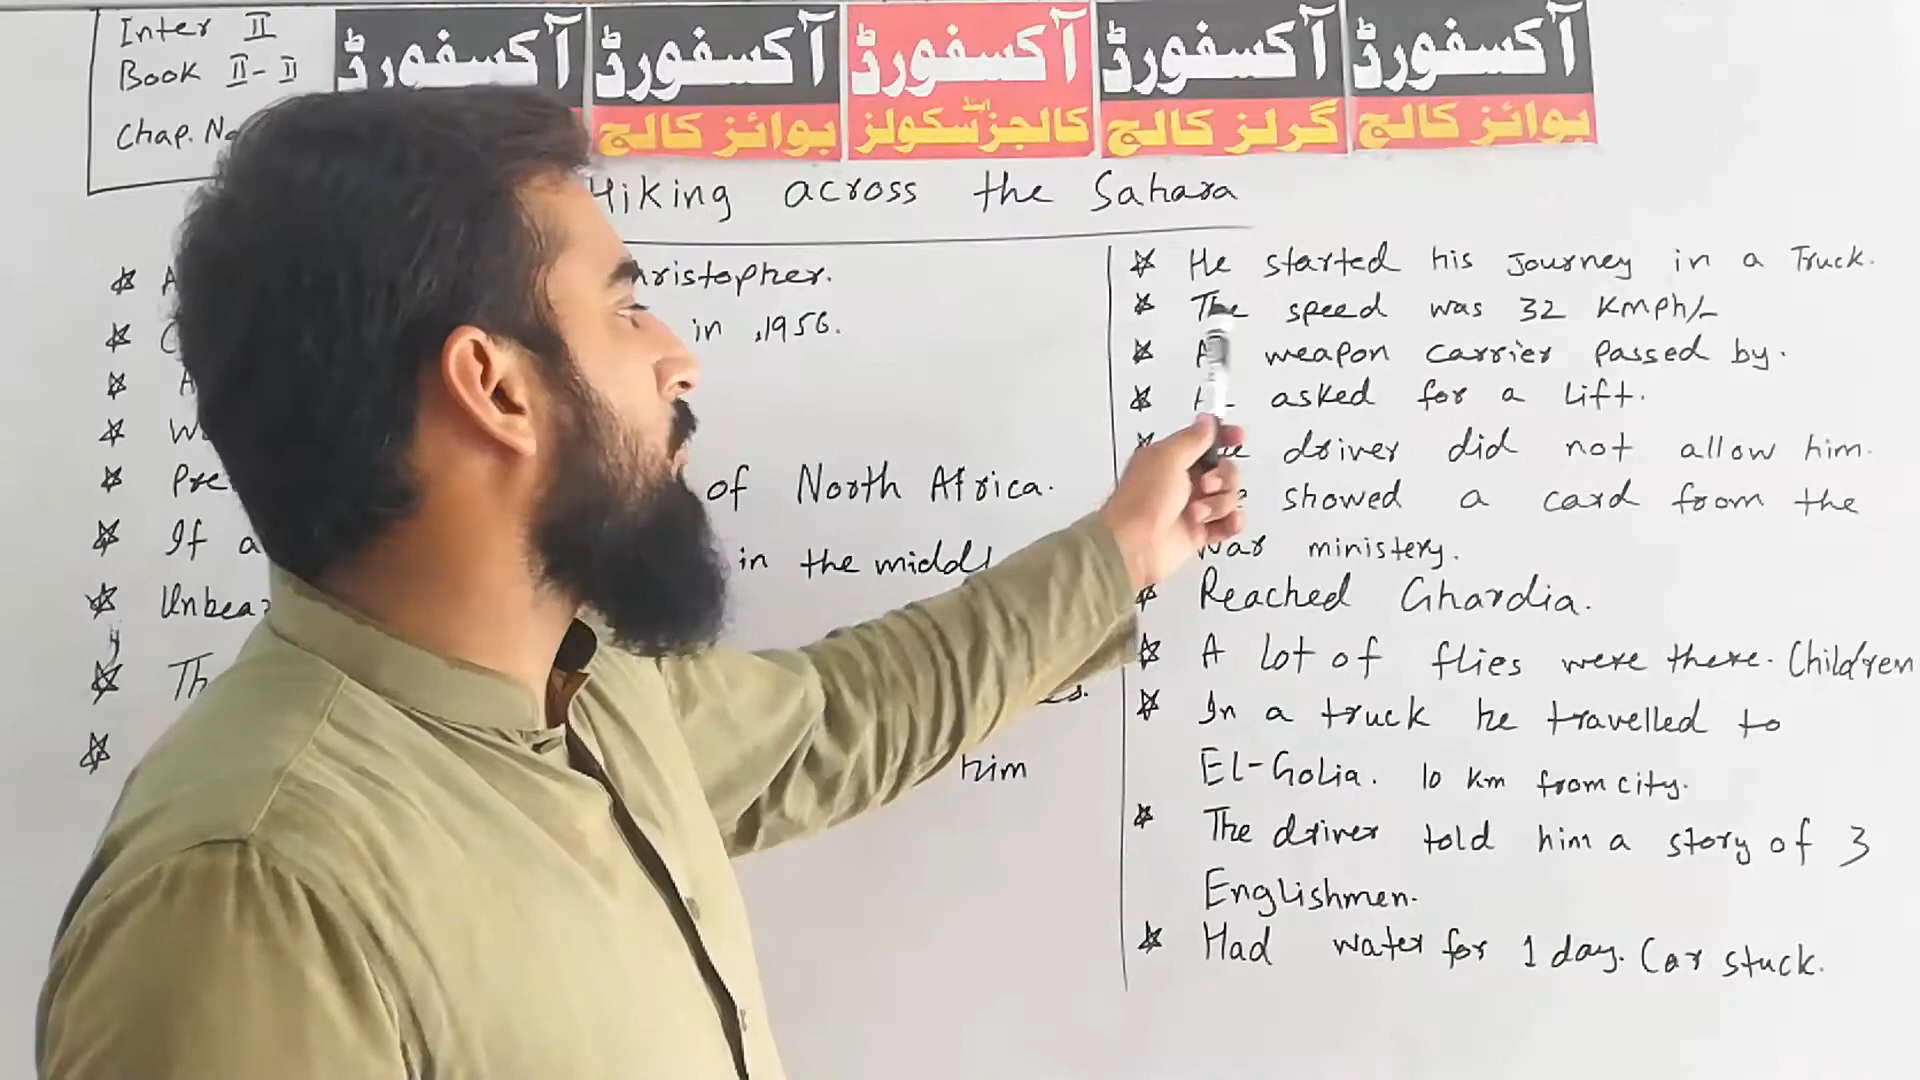 Inter II
Book II-II
Chap. No
آکسفورڈ
آکسفورڈ
بوائز کالج
آکسفورڈ
اینڈ
کالجز سکولز
آکسفورڈ
گرلز کالج
آکسفورڈ
بوائز کالج
Hiking across the Sahara
in 1956.
of North Africa.
If a in the middl
Th
him
He started his Journey in a Truck.
The speed was 32 Kmph/-
A weapon carrier passed by.
asked for a lift.
driver did not allow him.
showed a card from the
war ministery.
Reached Ghardia.
A lot of flies were there. Children
In a truck he travelled to
El-Golia. 10 km from city.
The driver told him a story of 3
Englishmen.
Had water for 1 day. Car stuck.